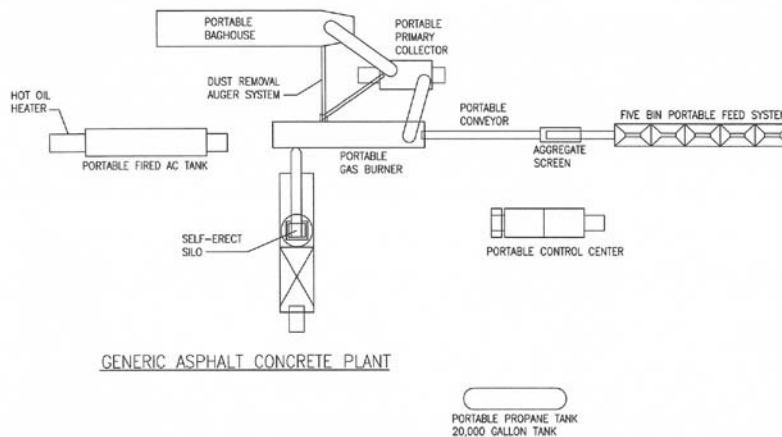 PORTABLE
BAGHOUSE
PORTABLE
PRIMARY
COLLECTOR
DUST REMOVAL
AUGER SYSTEM
HOT OIL
HEATER
PORTABLE
CONVEYOR
FIVE BIN PORTABLE FEED SYSTEM
PORTABLE FIRED AC TANK
PORTABLE
GAS BURNER
AGGREGATE
SCREEN
SELF-ERECT
SILO
PORTABLE CONTROL CENTER
GENERIC ASPHALT CONCRETE PLANT
PORTABLE PROPANE TANK
20,000 GALLON TANK